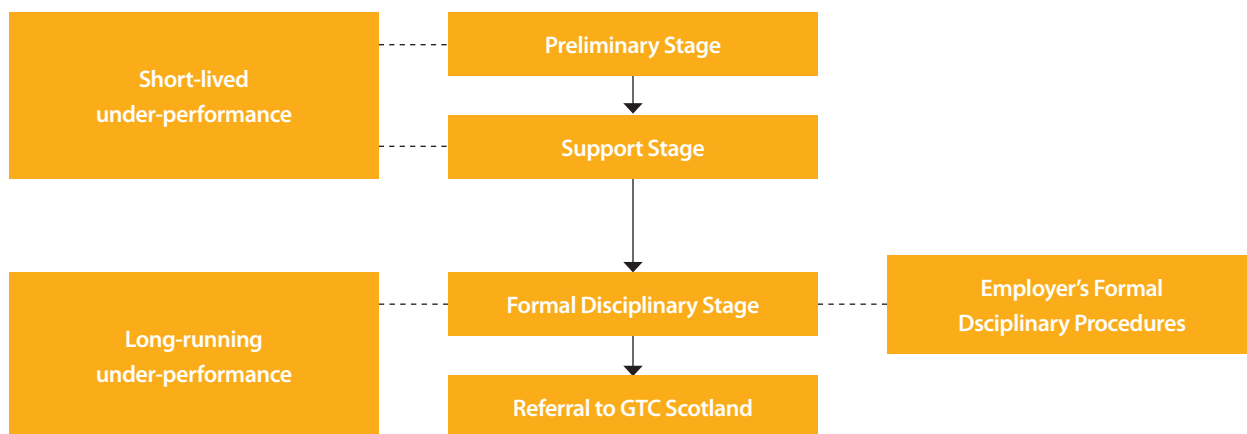 Short-lived
under-performance
Preliminary Stage
Support Stage
Long-running
under-performance
Formal Disciplinary Stage
Employer's Formal
Dsciplinary Procedures
Referral to GTC Scotland